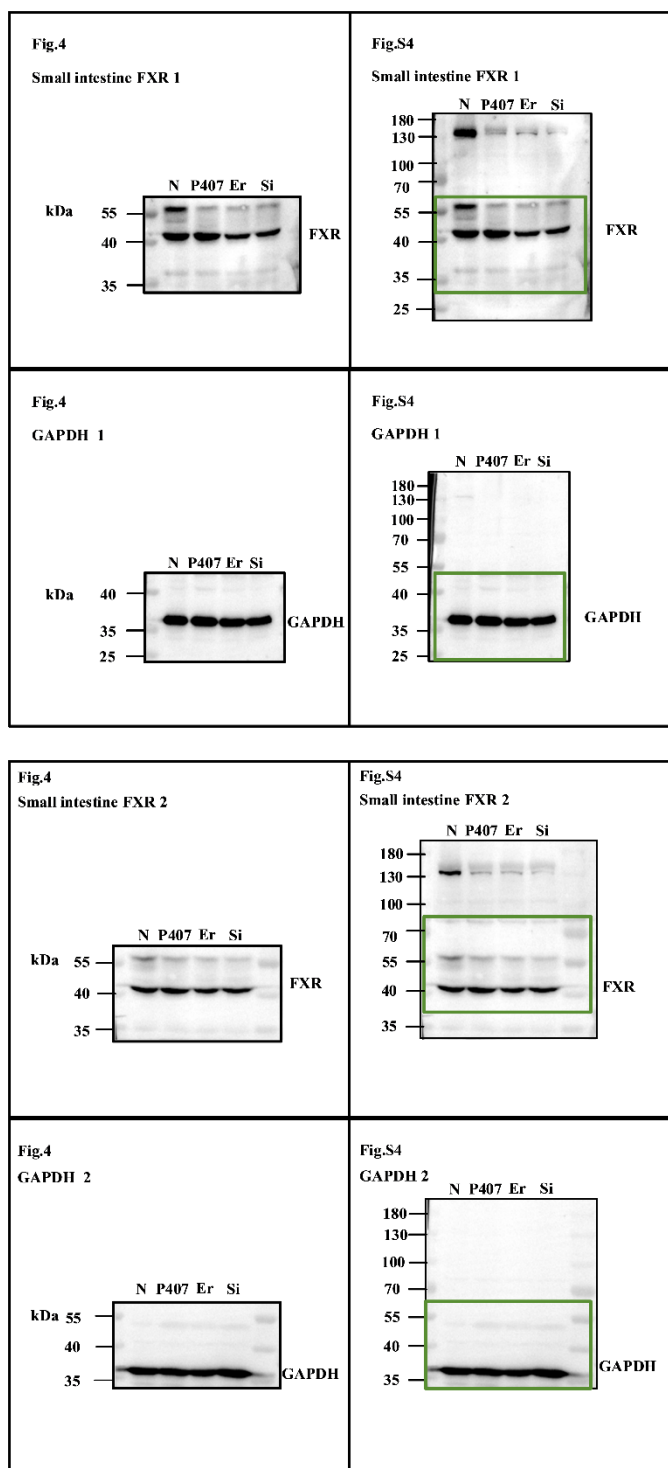 Fig.4
Small intestine FXR 1
N P407 Er Si
kDa
55
40
35
FXR
Fig.S4
Small intestine FXR 1
N P407 Er Si
180
130
100
70
55
40
35
25
FXR
Fig.4
GAPDH 1
N P407 Er Si
kDa
40
35
25
GAPDH
Fig.S4
GAPDH 1
N P407 Er Si
180
130
100
70
55
40
35
25
GAPDH
Fig.4
Small intestine FXR 2
N P407 Er Si
kDa
55
40
35
FXR
Fig.S4
Small intestine FXR 2
N P407 Er Si
180
130
100
70
55
40
35
FXR
Fig.4
GAPDH 2
N P407 Er Si
kDa
55
40
35
GAPDH
Fig.S4
GAPDH 2
N P407 Er Si
180
130
100
70
55
40
35
GAPDH